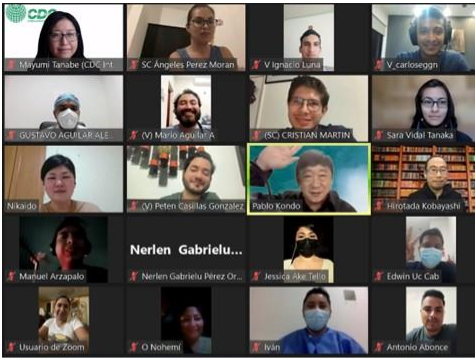 CDC
Mayumi Tanabe (CDC Int
SC Ángeles Perez Moran
V Ignacio Luna
V_carloseggn
GUSTAVO AGUILAR ALE...
(V) Mario Aguilar A
(SC) CRISTIAN MARTIN
Sara Vidal Tanaka
Nikaido
(V) Peten Casillas Gonzalez
Pablo Kondo
Hirotada Kobayashi
Manuel Arzapalo
Nerlen Gabrielu...
Nerlen Gabrielu Pérez Or...
Jessica Ake Tello
Edwin Uc Cab
Usuario de Zoom
O Nohemí
Iván
Antonio Abonce